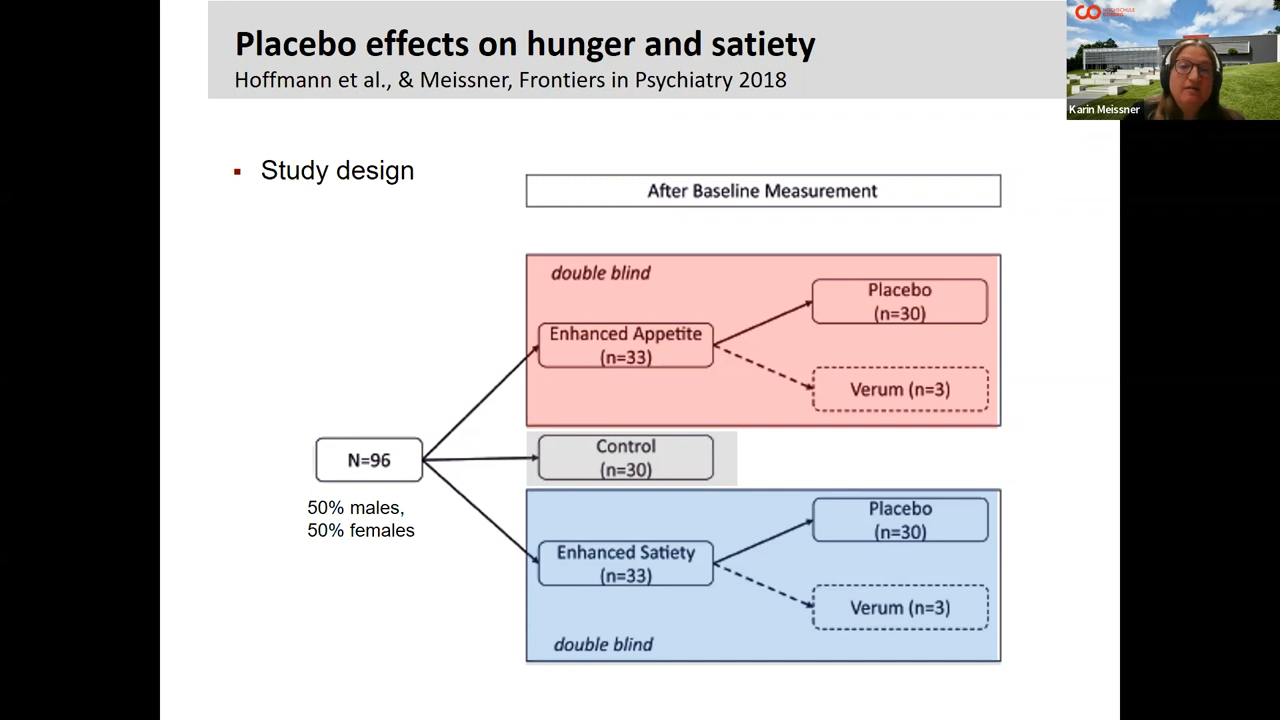 Placebo effects on hunger and satiety
Hoffmann et al., & Meissner, Frontiers in Psychiatry 2018
CO HOCHSCHULE
Karin Meissner
▪ Study design
After Baseline Measurement
double blind
Placebo
(n=30)
Enhanced Appetite
(n=33)
Verum (n=3)
Control
(n=30)
N=96
50% males,
50% females
Placebo
(n=30)
Enhanced Satiety
(n=33)
Verum (n=3)
double blind